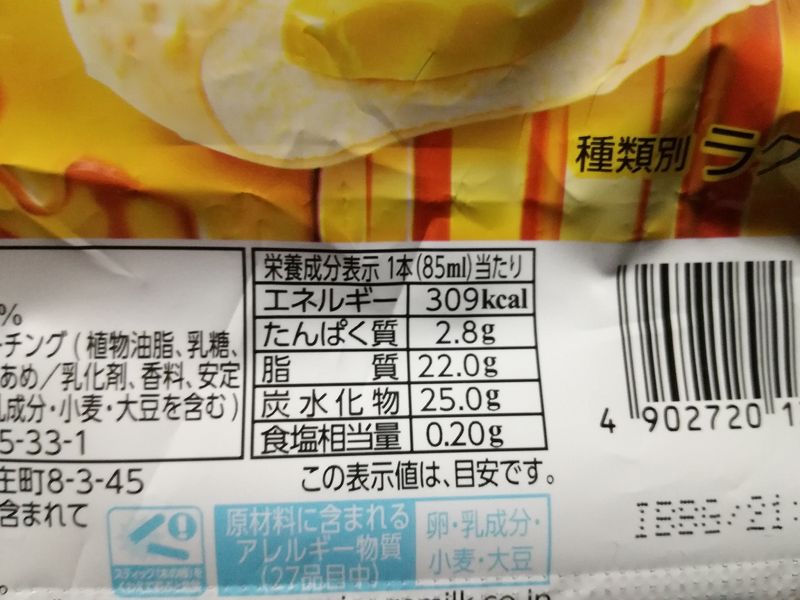 種類別 ラク
%
チング(植物油脂、乳糖、
あめ/乳化剤、香料、安定
乳成分・小麦・大豆を含む)
5-33-1
庄町8-3-45
含まれて
栄養成分表示 1本(85ml)当たり
エネルギー 309kcal
たんぱく質 2.8g
脂質 22.0g
炭水化物 25.0g
食塩相当量 0.20g
この表示値は、目安です。
4 902720 1
原材料に含まれる
アレルギー物質
(27品目中)
卵・乳成分・
小麦・大豆
milk.co.jp